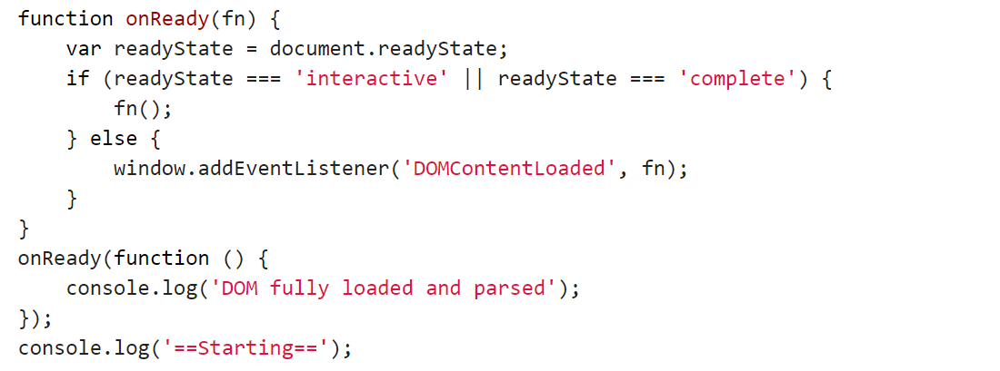 function onReady(fn) {
    var readyState = document.readyState;
    if (readyState === 'interactive' || readyState === 'complete') {
        fn();
    } else {
        window.addEventListener('DOMContentLoaded', fn);
    }
}
onReady(function () {
    console.log('DOM fully loaded and parsed');
});
console.log('==Starting==');